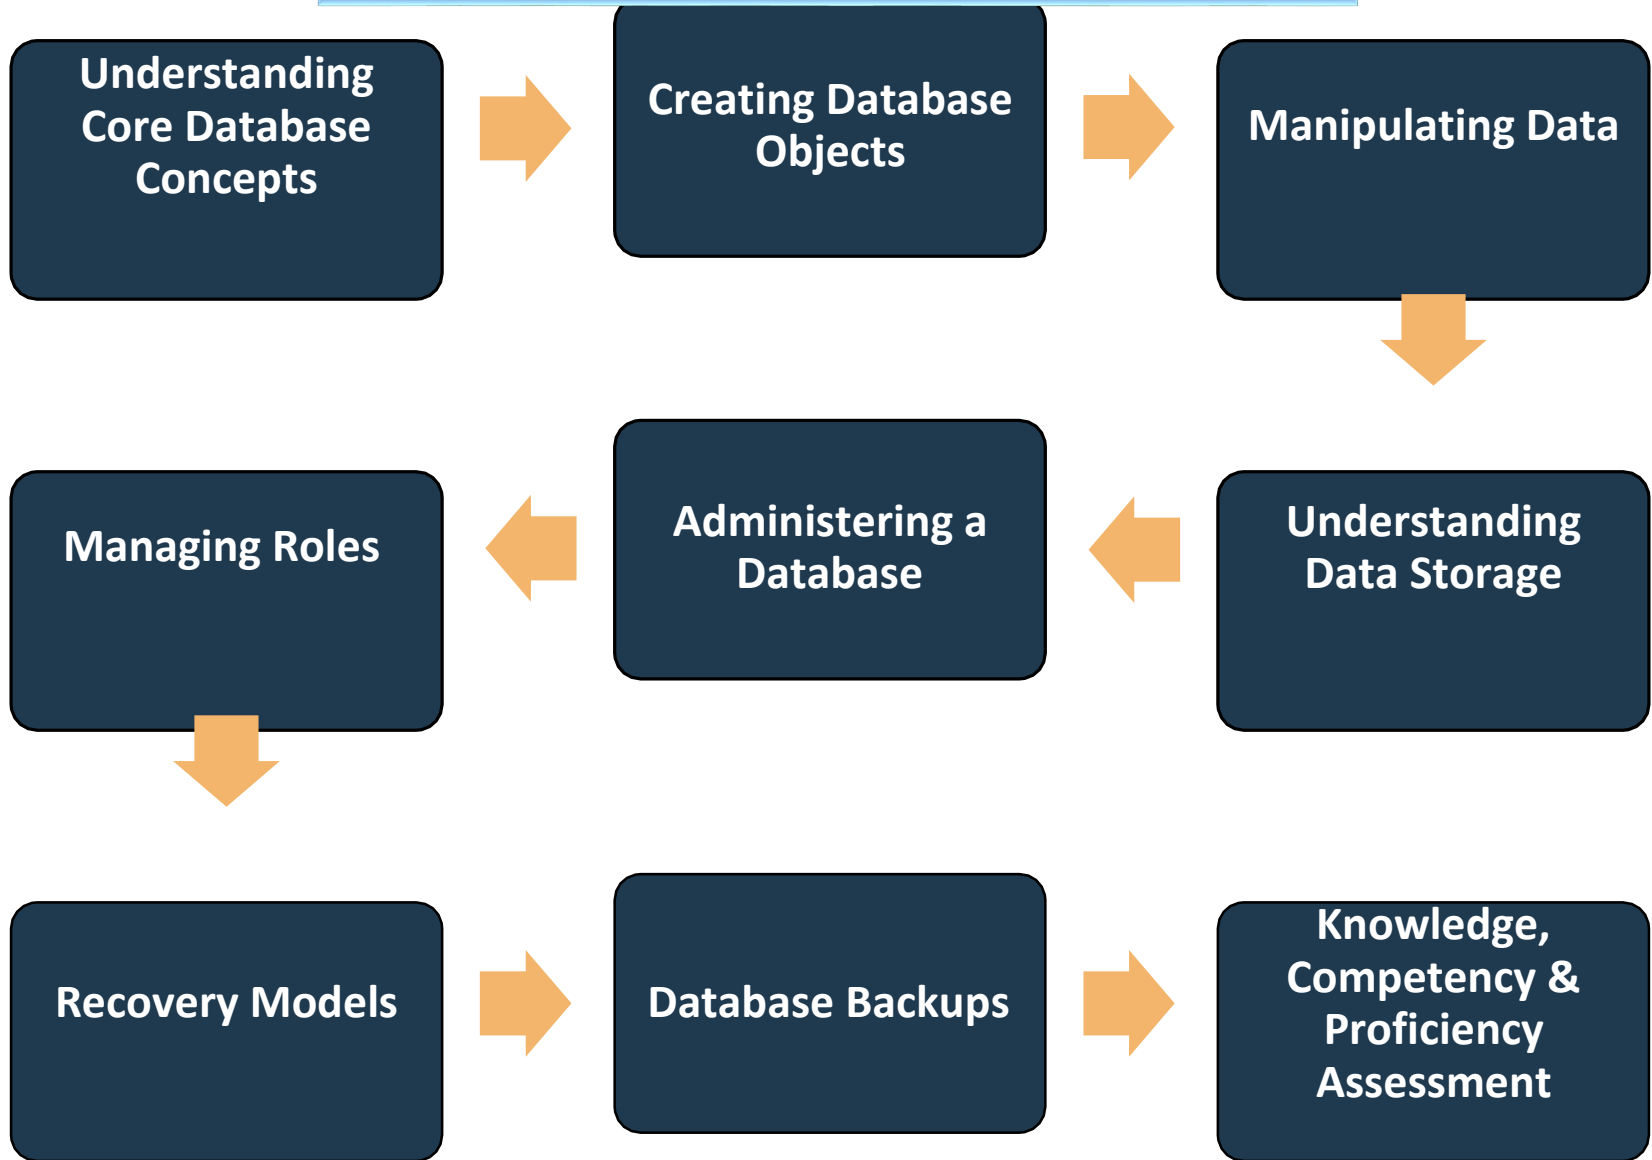 Understanding
Core Database
Concepts
Creating Database
Objects
Manipulating Data
Understanding
Data Storage
Administering a
Database
Managing Roles
Recovery Models
Database Backups
Knowledge,
Competency &
Proficiency
Assessment